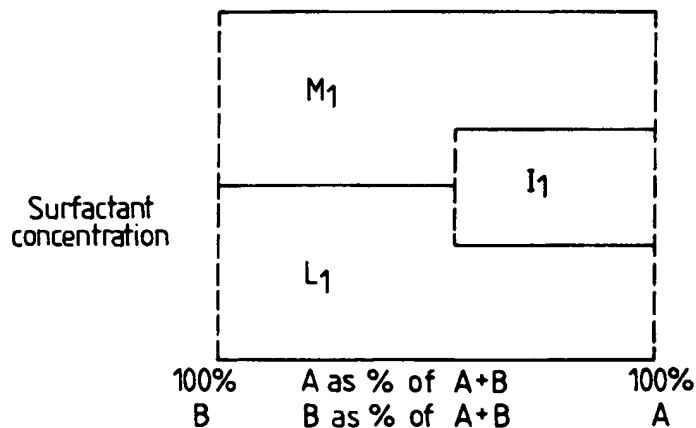 M1
I1
Surfactant
concentration
L1
100% A as % of A+B 100%
B B as % of A+B A